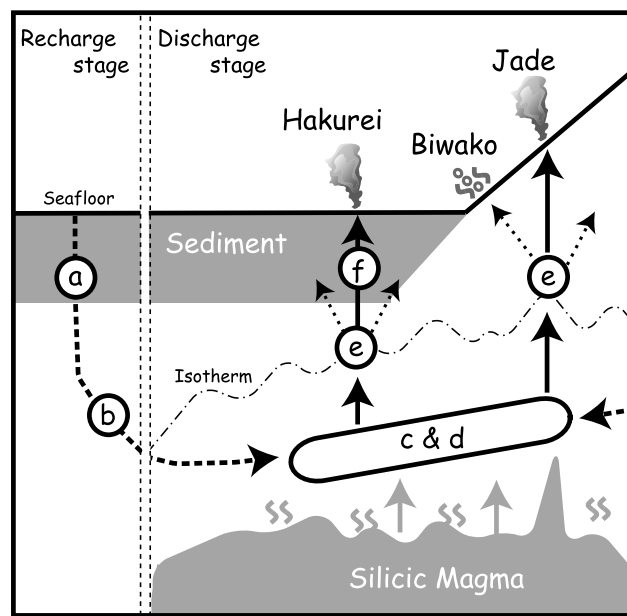 Recharge stage
Discharge stage
Jade
Hakurei
Biwako
Seafloor
Sediment
a
f
e
e
Isotherm
b
c & d
Silicic Magma